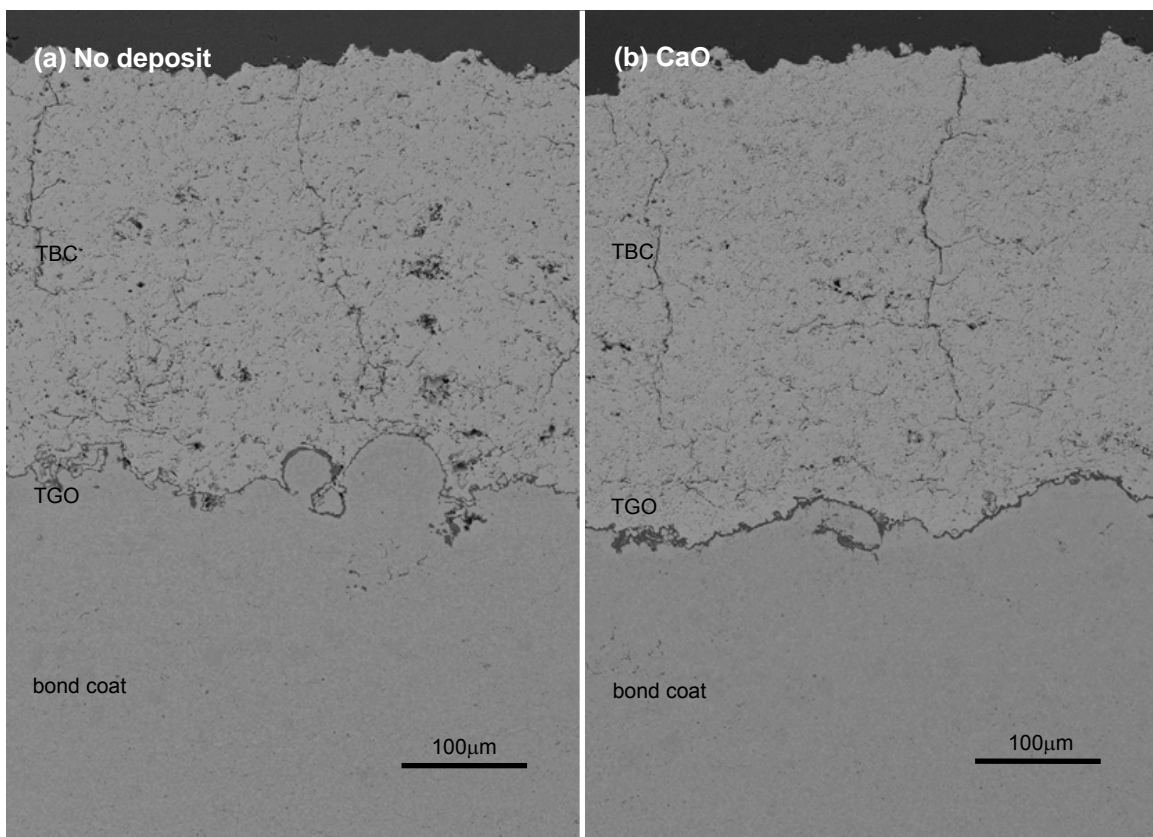 (a) No deposit
TBC
TGO
bond coat
100μm
(b) CaO
TBC
TGO
bond coat
100μm